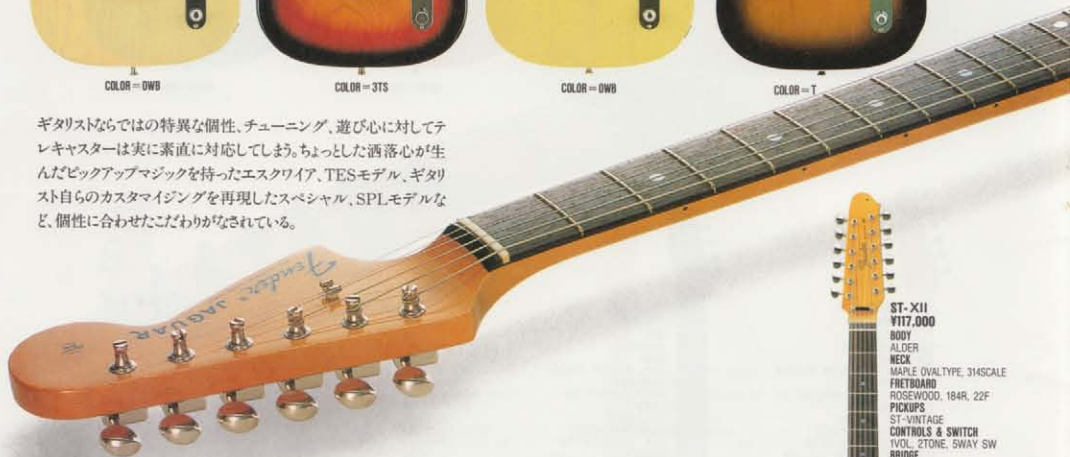 COLOR=OWB
COLOR=3TS
COLOR=OWB
COLOR=T
ギタリストならではの特異な個性、チューニング、遊び心に対してテ
レキャスターは実に素直に対応してしまう。ちょっとした洒落心が生
んだピックアップマジックを持ったエスクワイア、TESモデル、ギタリ
スト自らのカスタマイジングを再現したスペシャル、SPLモデルな
ど、個性に合わせたこだわりがなされている。
Fender JAGUAR
ST-XII
¥117,000
BODY
ALDER
NECK
MAPLE OVALTYPE, 314SCALE
FRETBOARD
ROSEWOOD, 184R, 22F
PICKUPS
ST-VINTAGE
CONTROLS & SWITCH
1VOL, 2TONE, 5WAY SW
BRIDGE